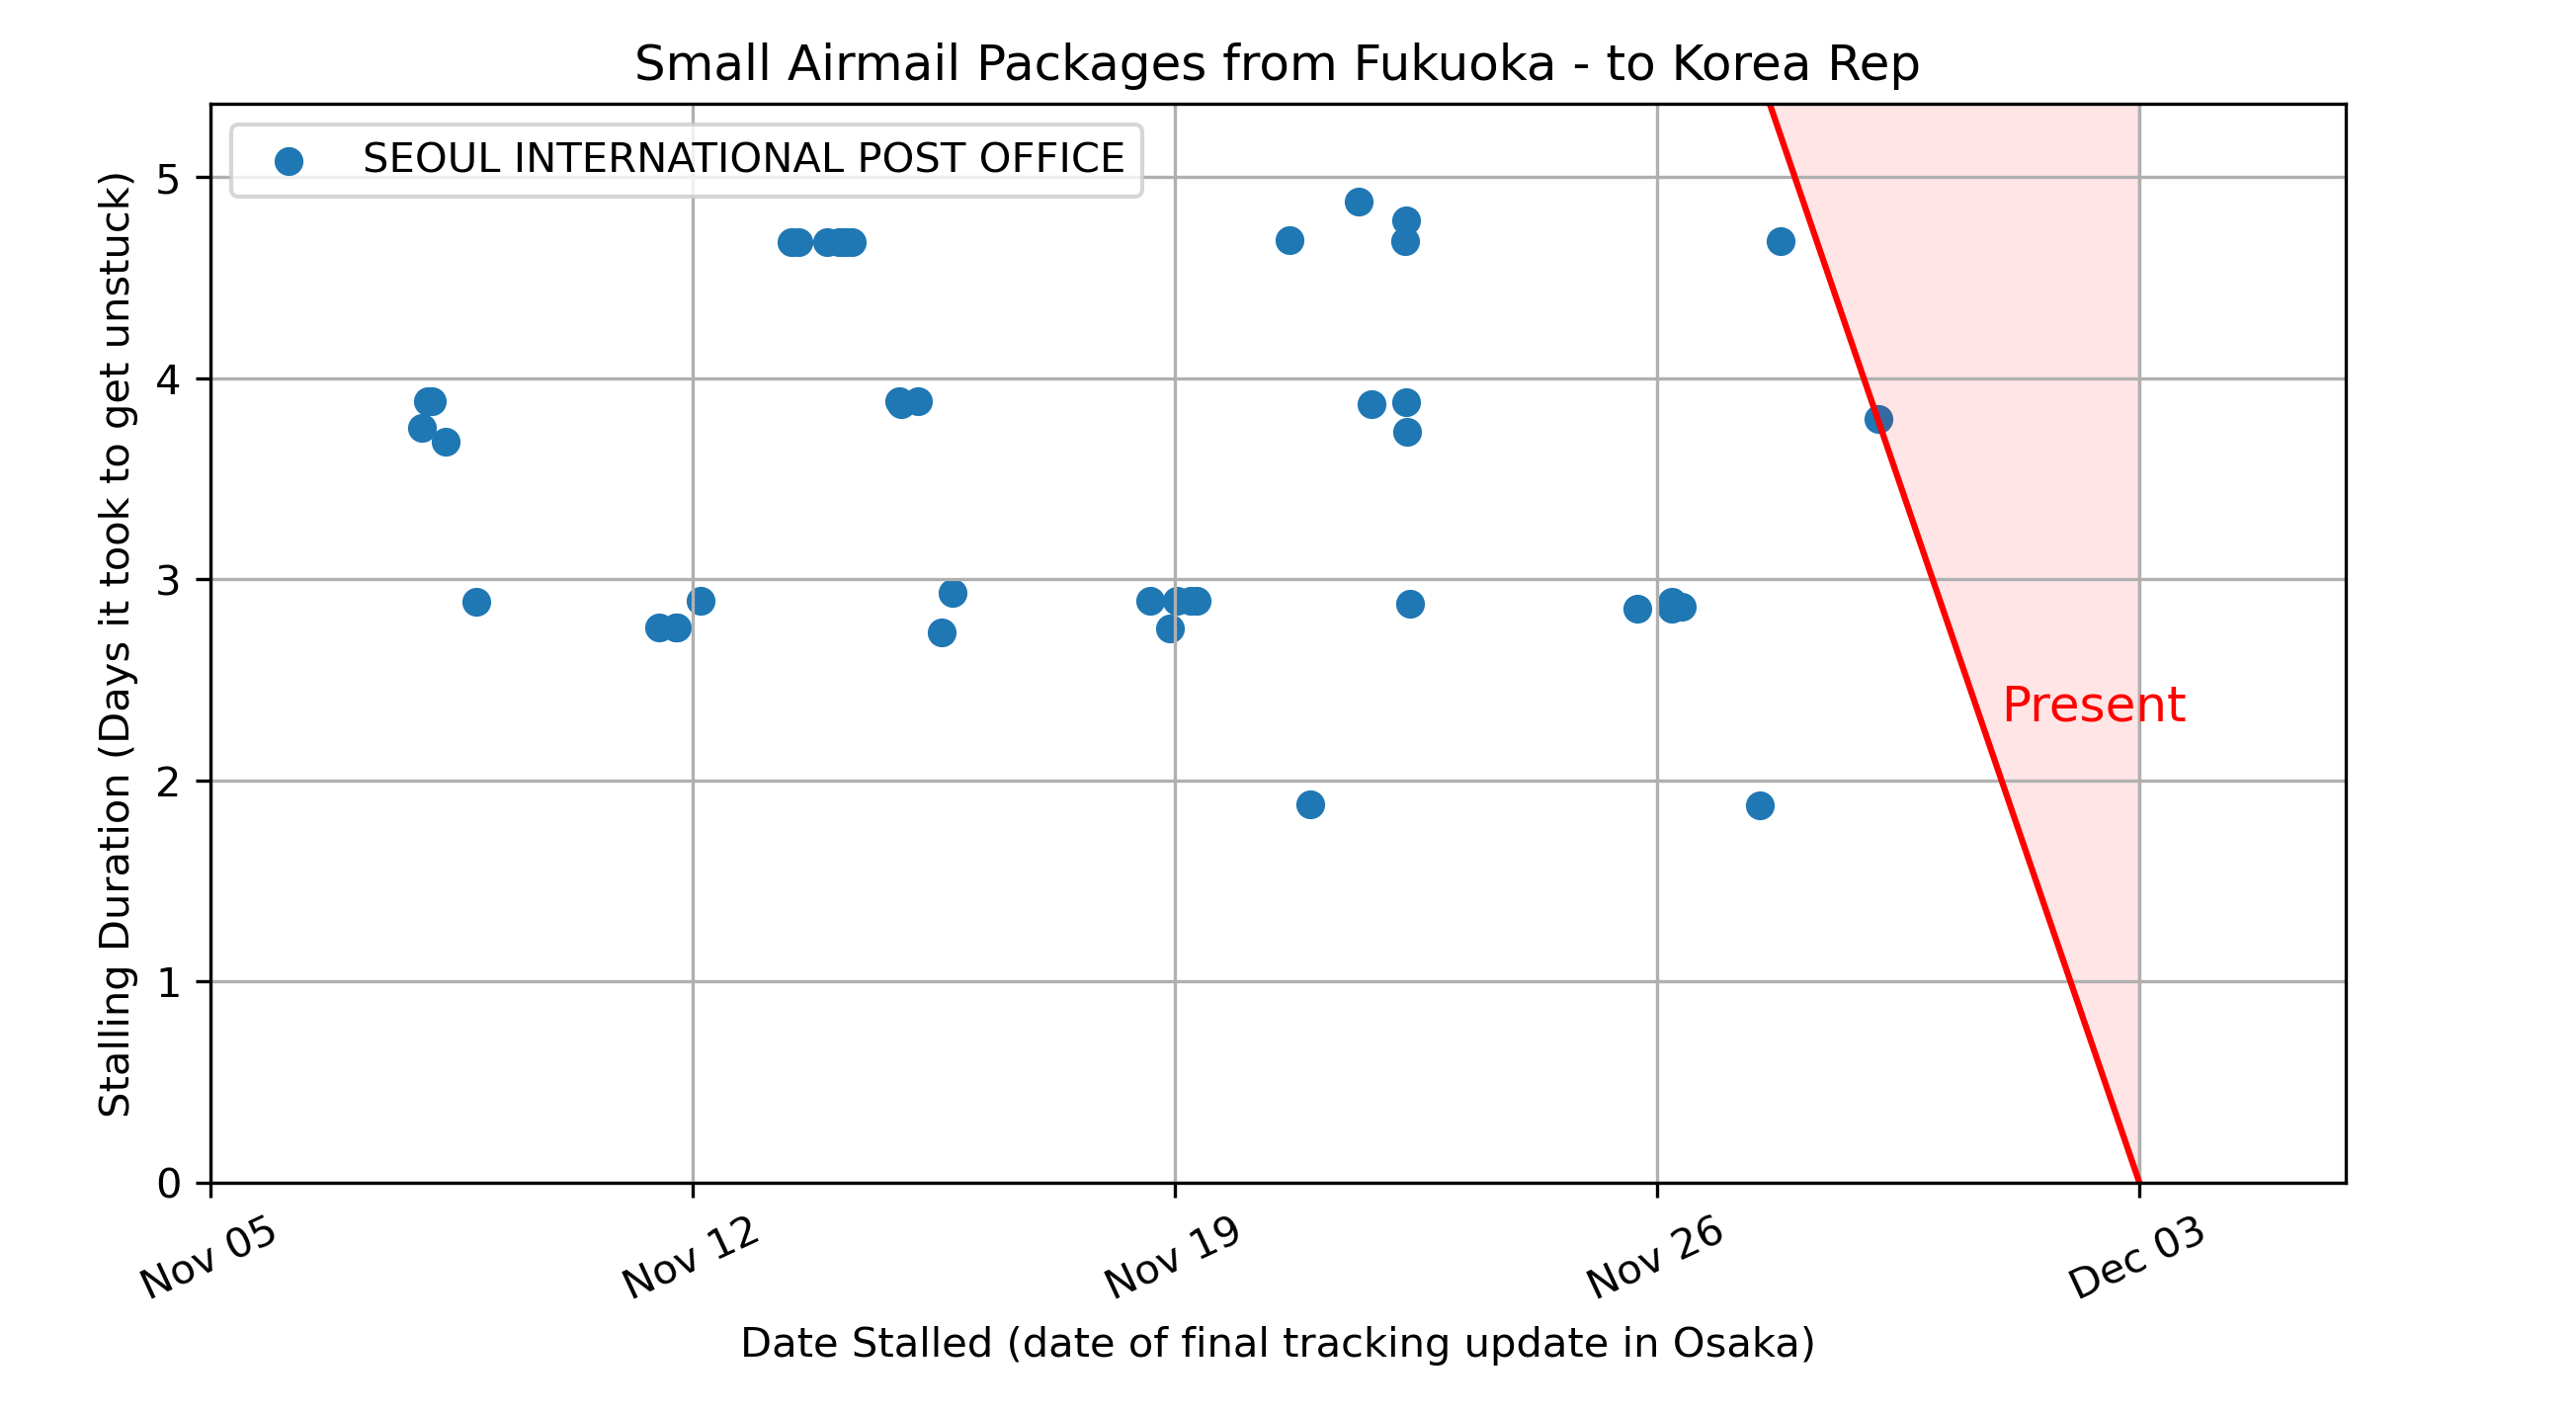 Small Airmail Packages from Fukuoka - to Korea Rep
SEOUL INTERNATIONAL POST OFFICE
Stalling Duration (Days it took to get unstuck)
5
4
3
2
1
0
Present
Nov 05
Nov 12
Nov 19
Nov 26
Dec 03
Date Stalled (date of final tracking update in Osaka)